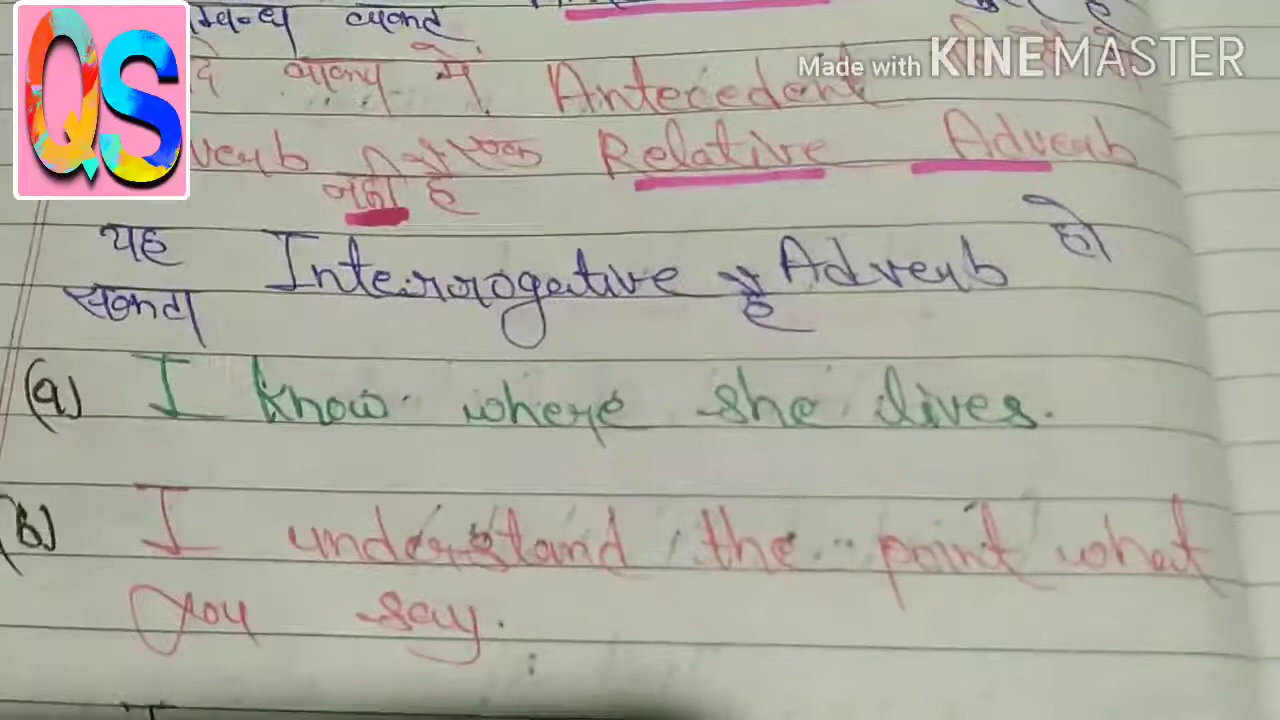 QS
Made with KINEMASTER
वाक्य में Antecedent
verb एक Relative Adverb
नहीं है
यह Interrogative Adverb हो
सकता है
(a) I know where she lives.
(b) I understand the point what
you say.